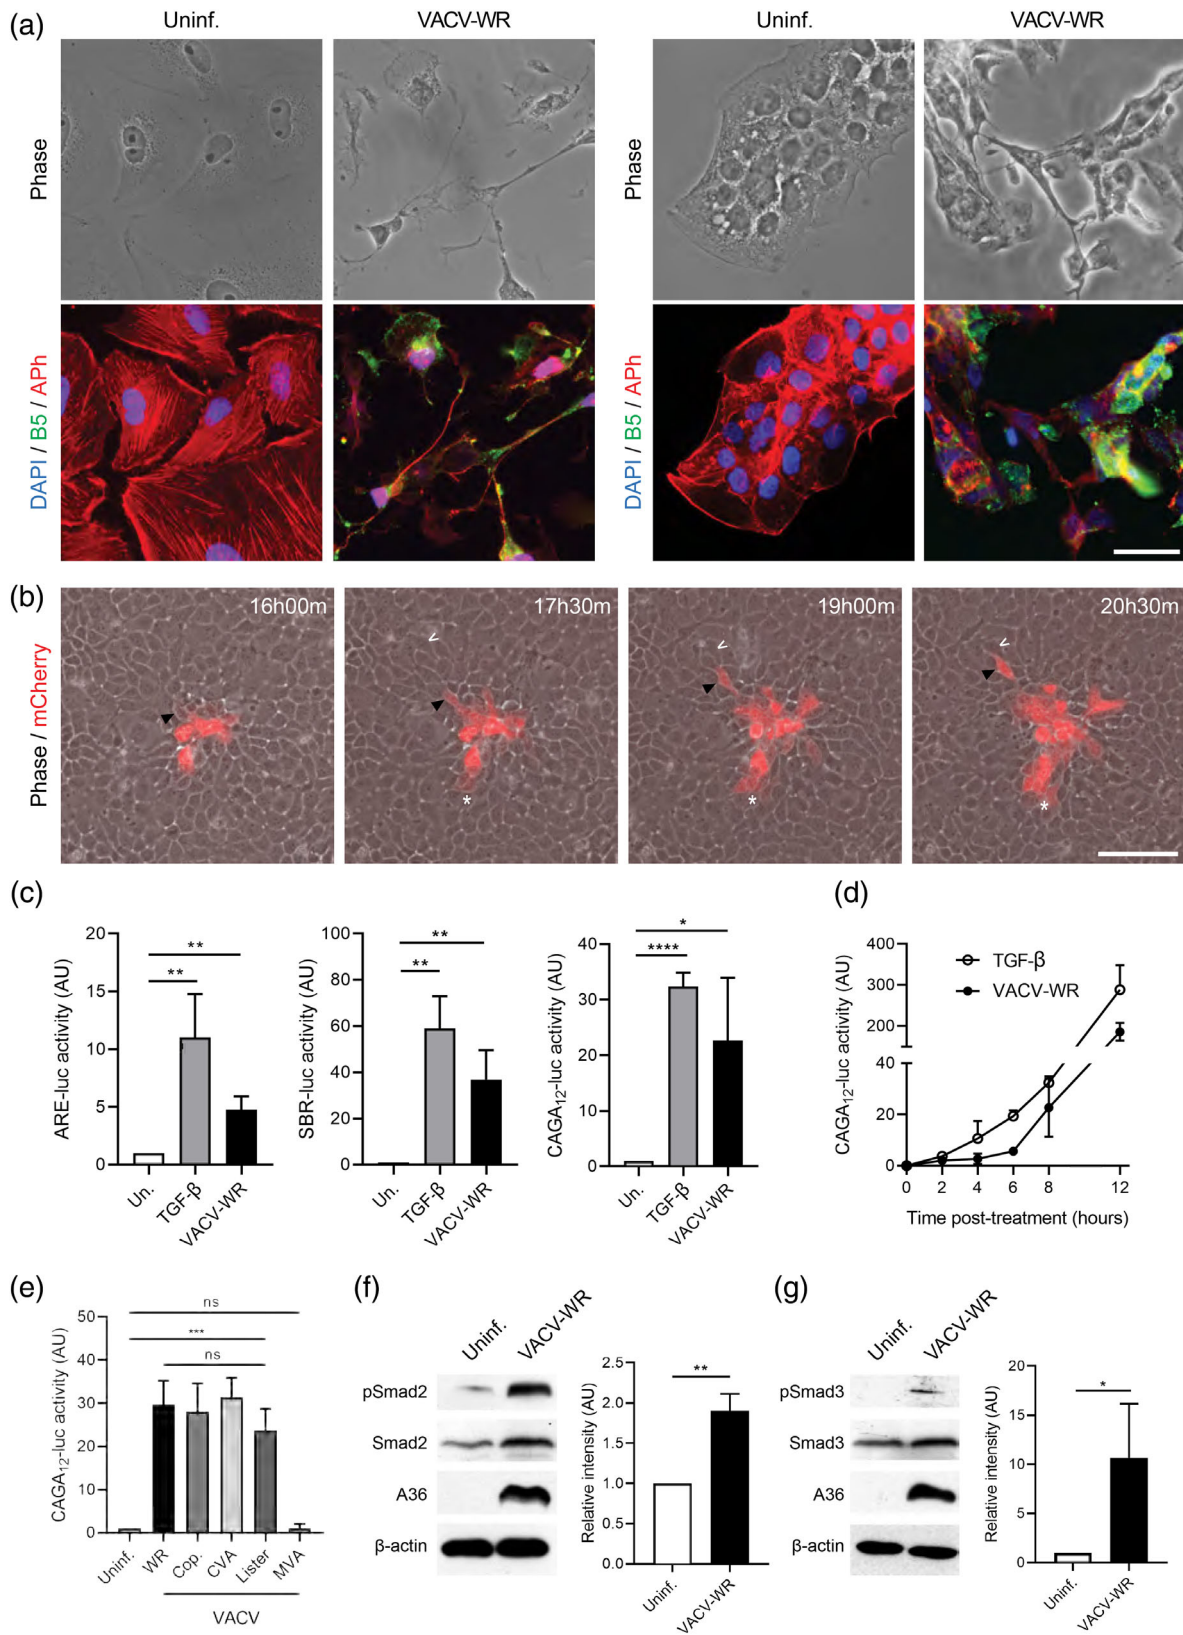 (a)
Uninf.
VACV-WR
Uninf.
VACV-WR
Phase
Phase
DAPI / B5 / APh
DAPI / B5 / APh
(b)
Phase / mCherry
16h00m
17h30m
19h00m
20h30m
*
*
*
(c)
ARE-luc activity (AU)
20
15
10
5
0
**
**
Un.
TGF-β
VACV-WR
SBR-luc activity (AU)
100
80
60
40
20
0
**
**
Un.
TGF-β
VACV-WR
CAGA12-luc activity (AU)
40
30
20
10
0
*
****
Un.
TGF-β
VACV-WR
(d)
CAGA12-luc activity (AU)
400
300
200
40
20
0
TGF-β
VACV-WR
0 2 4 6 8 12
Time post-treatment (hours)
(e)
CAGA12-luc activity (AU)
50
40
30
20
10
0
ns
***
ns
Uninf.
WR
Cop.
CVA
Lister
MVA
VACV
(f)
Uninf.
VACV-WR
pSmad2
Smad2
A36
β-actin
Relative intensity (AU)
2.5
2.0
1.5
1.0
0.5
0.0
**
Uninf.
VACV-WR
(g)
Uninf.
VACV-WR
pSmad3
Smad3
A36
β-actin
Relative intensity (AU)
20
15
10
5
0
*
Uninf.
VACV-WR